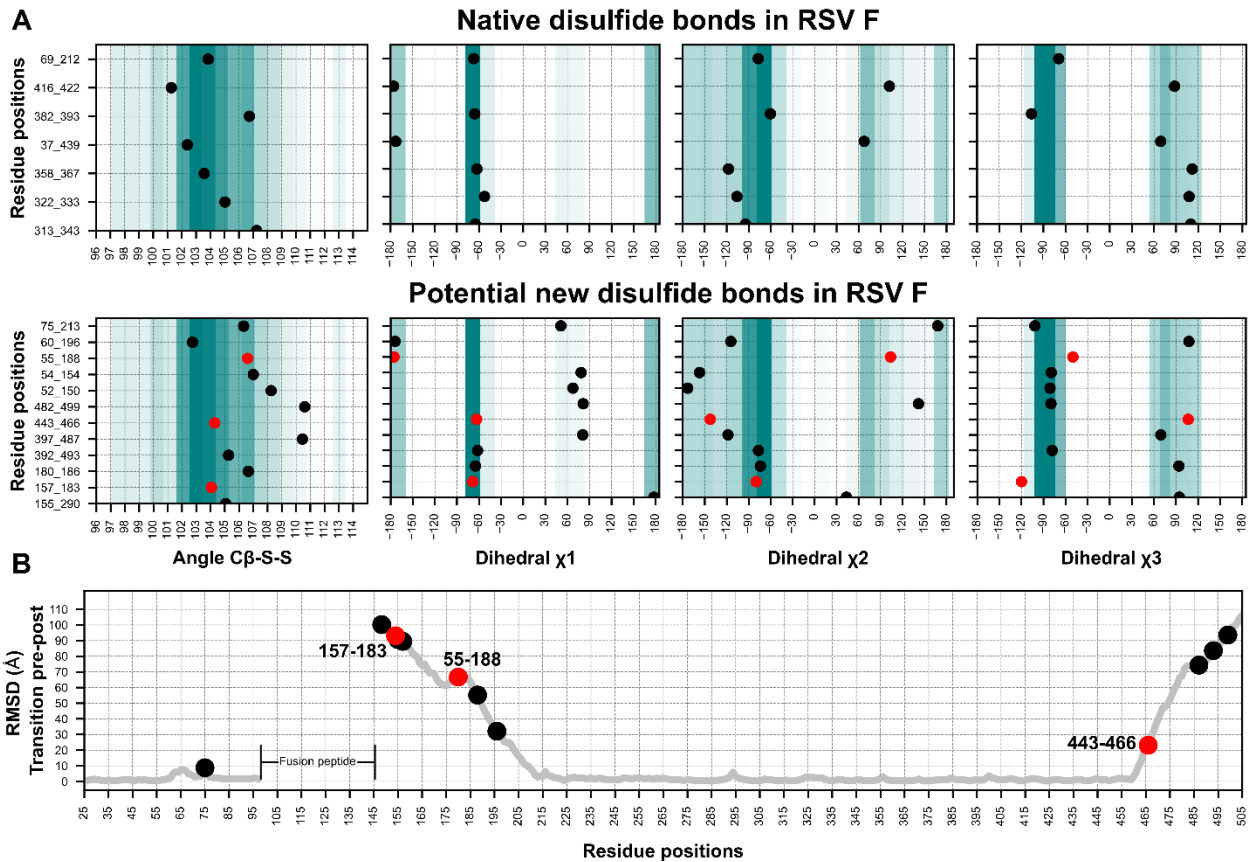 A
Native disulfide bonds in RSV F
Residue positions
69_212
416_422
382_393
37_439
358_367
322_333
313_343
96 97 98 99 100 101 102 103 104 105 106 107 108 109 110 111 112 113 114
−180 −150 −120 −90 −60 −30 0 30 60 90 120 150 180
−180 −150 −120 −90 −60 −30 0 30 60 90 120 150 180
−180 −150 −120 −90 −60 −30 0 30 60 90 120 150 180
Potential new disulfide bonds in RSV F
Residue positions
75_213
60_196
55_188
54_154
52_150
482_499
443_466
397_487
392_493
180_186
157_183
155_290
96 97 98 99 100 101 102 103 104 105 106 107 108 109 110 111 112 113 114
−180 −150 −120 −90 −60 −30 0 30 60 90 120 150 180
−180 −150 −120 −90 −60 −30 0 30 60 90 120 150 180
−180 −150 −120 −90 −60 −30 0 30 60 90 120 150 180
Angle Cβ-S-S
Dihedral χ1
Dihedral χ2
Dihedral χ3
B
RMSD (Å)
Transition pre-post
110
100
90
80
70
60
50
40
30
20
10
0
157-183
55-188
443-466
Fusion peptide
25 35 45 55 65 75 85 95 105 115 125 135 145 155 165 175 185 195 205 215 225 235 245 255 265 275 285 295 305 315 325 335 345 355 365 375 385 395 405 415 425 435 445 455 465 475 485 495 505
Residue positions